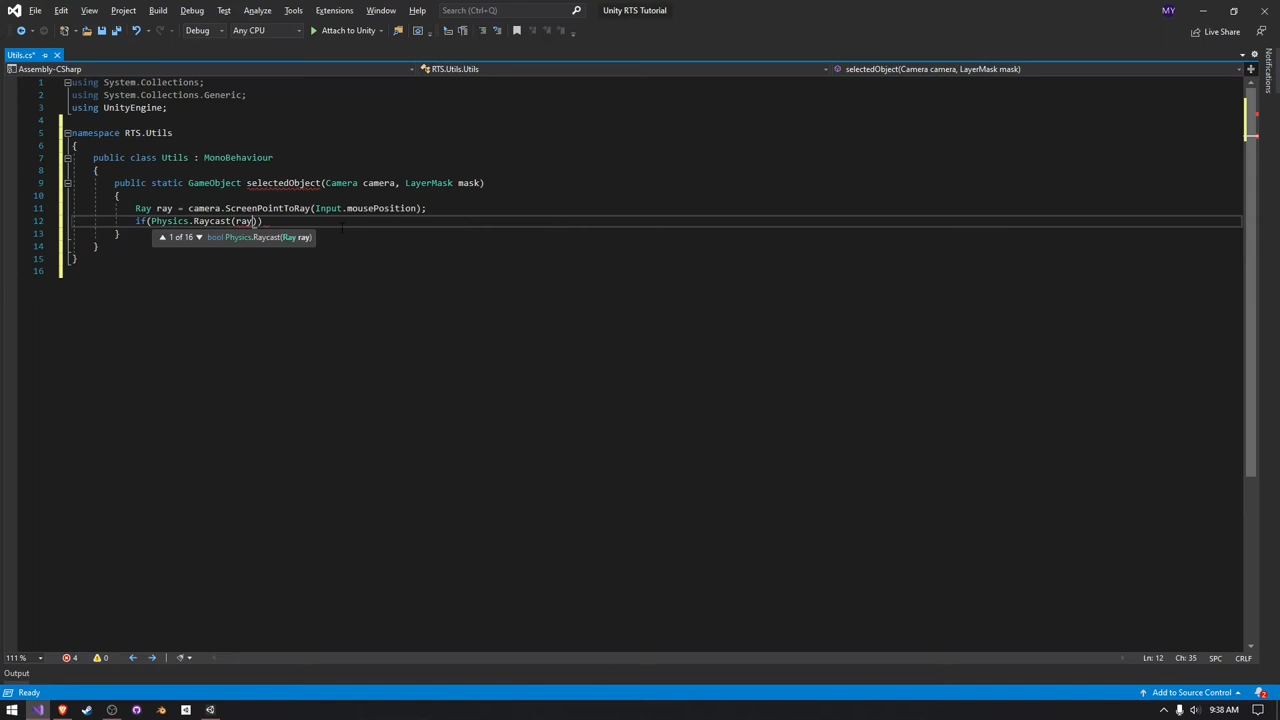 File Edit View Project Build Debug Test Analyze Tools Extensions Window Help Search (Ctrl+Q) Unity RTS Tutorial MY
Debug Any CPU Attach to Unity Live Share
Utils.cs*
Assembly-CSharp RTS.Utils.Utils selectedObject(Camera camera, LayerMask mask)
Notifications
1 using System.Collections;
2 using System.Collections.Generic;
3 using UnityEngine;
4
5 namespace RTS.Utils
6 {
7 public class Utils : MonoBehaviour
8 {
9 public static GameObject selectedObject(Camera camera, LayerMask mask)
10 {
11 Ray ray = camera.ScreenPointToRay(Input.mousePosition);
12 if(Physics.Raycast(ray))
13 }
1 of 16 bool Physics.Raycast(Ray ray)
14 }
15 }
16
111 % 4 0 Ln: 12 Ch: 35 SPC CRLF
Output
Ready Add to Source Control 2
9:38 AM